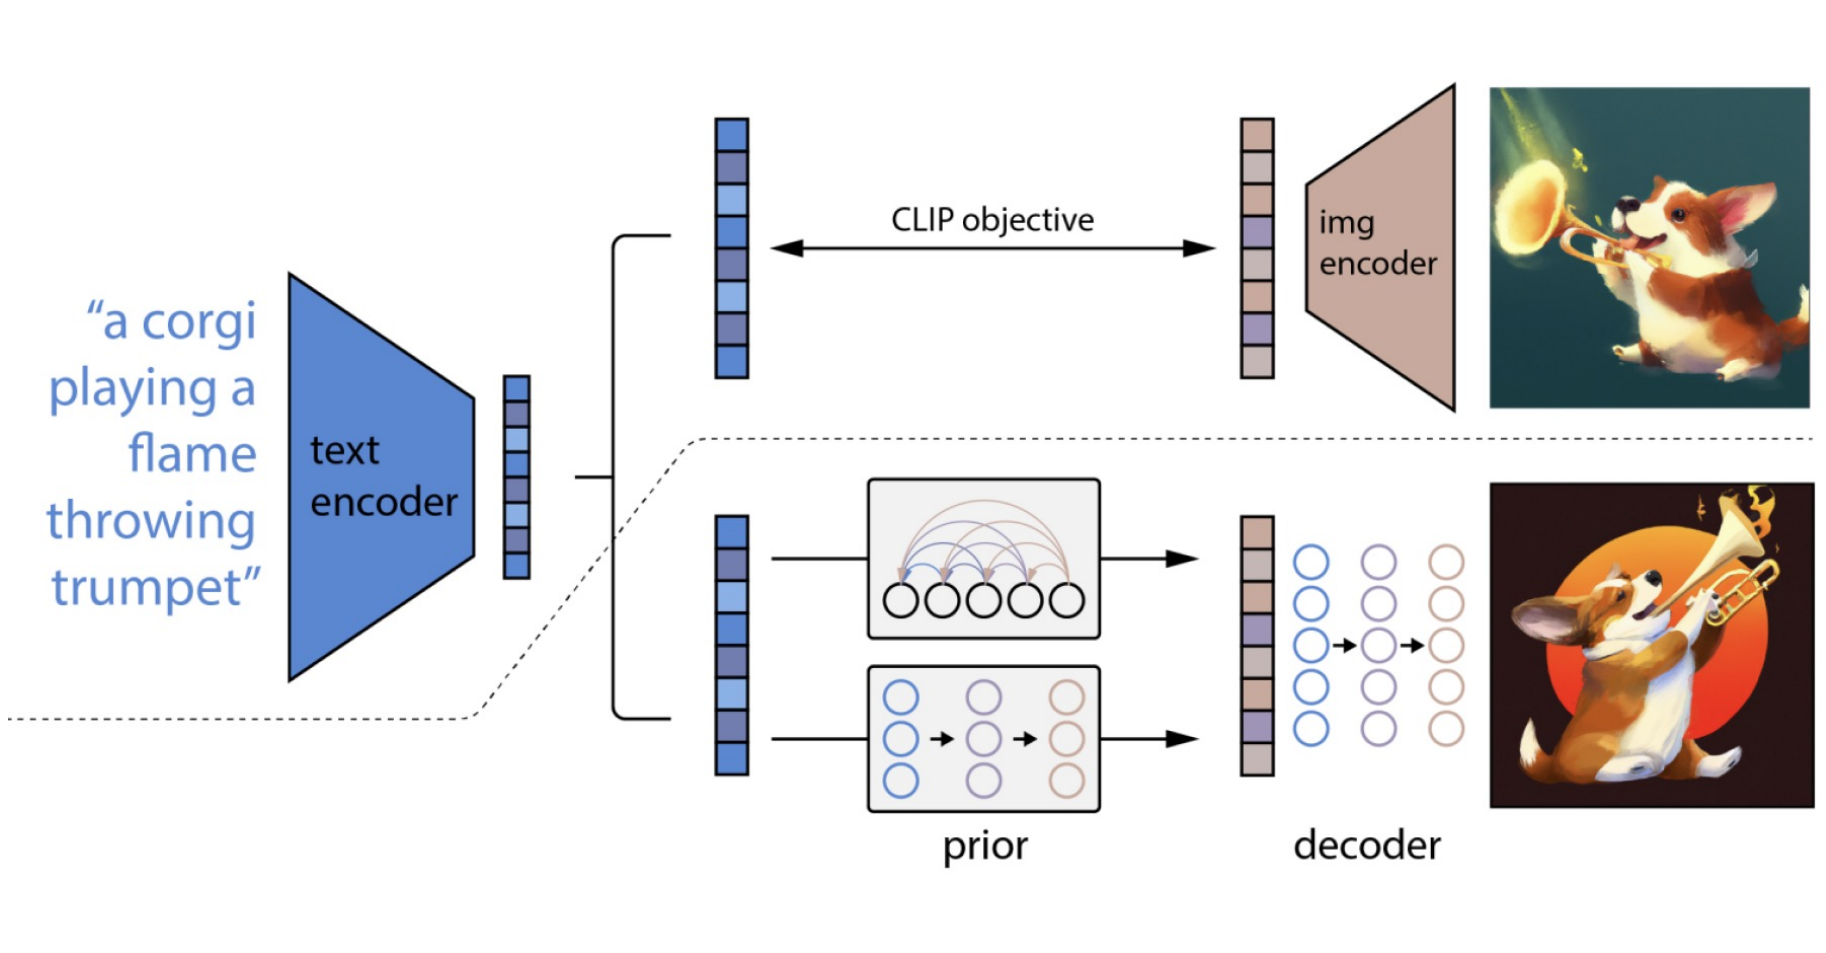 “a corgi
playing a
flame
throwing
trumpet”
text
encoder
CLIP objective
img
encoder
prior
decoder